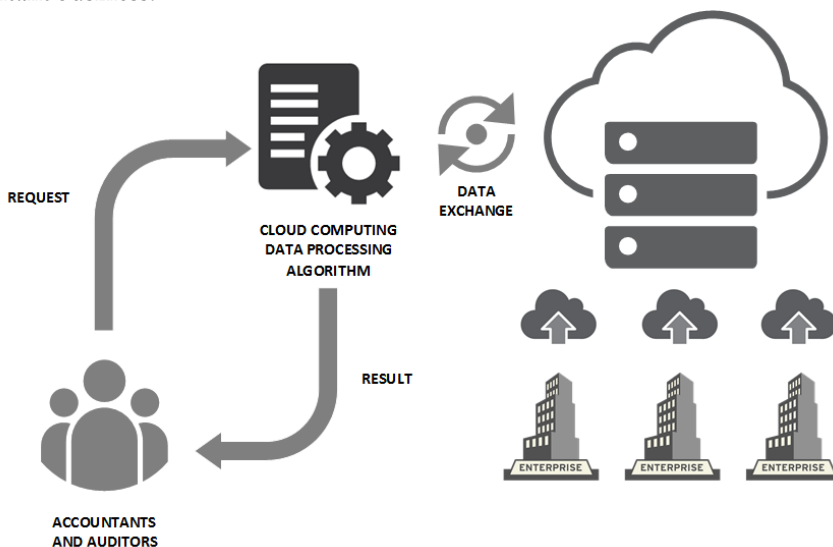 REQUEST
CLOUD COMPUTING
DATA PROCESSING
ALGORITHM
DATA
EXCHANGE
RESULT
ENTERPRISE
ENTERPRISE
ENTERPRISE
ACCOUNTANTS
AND AUDITORS